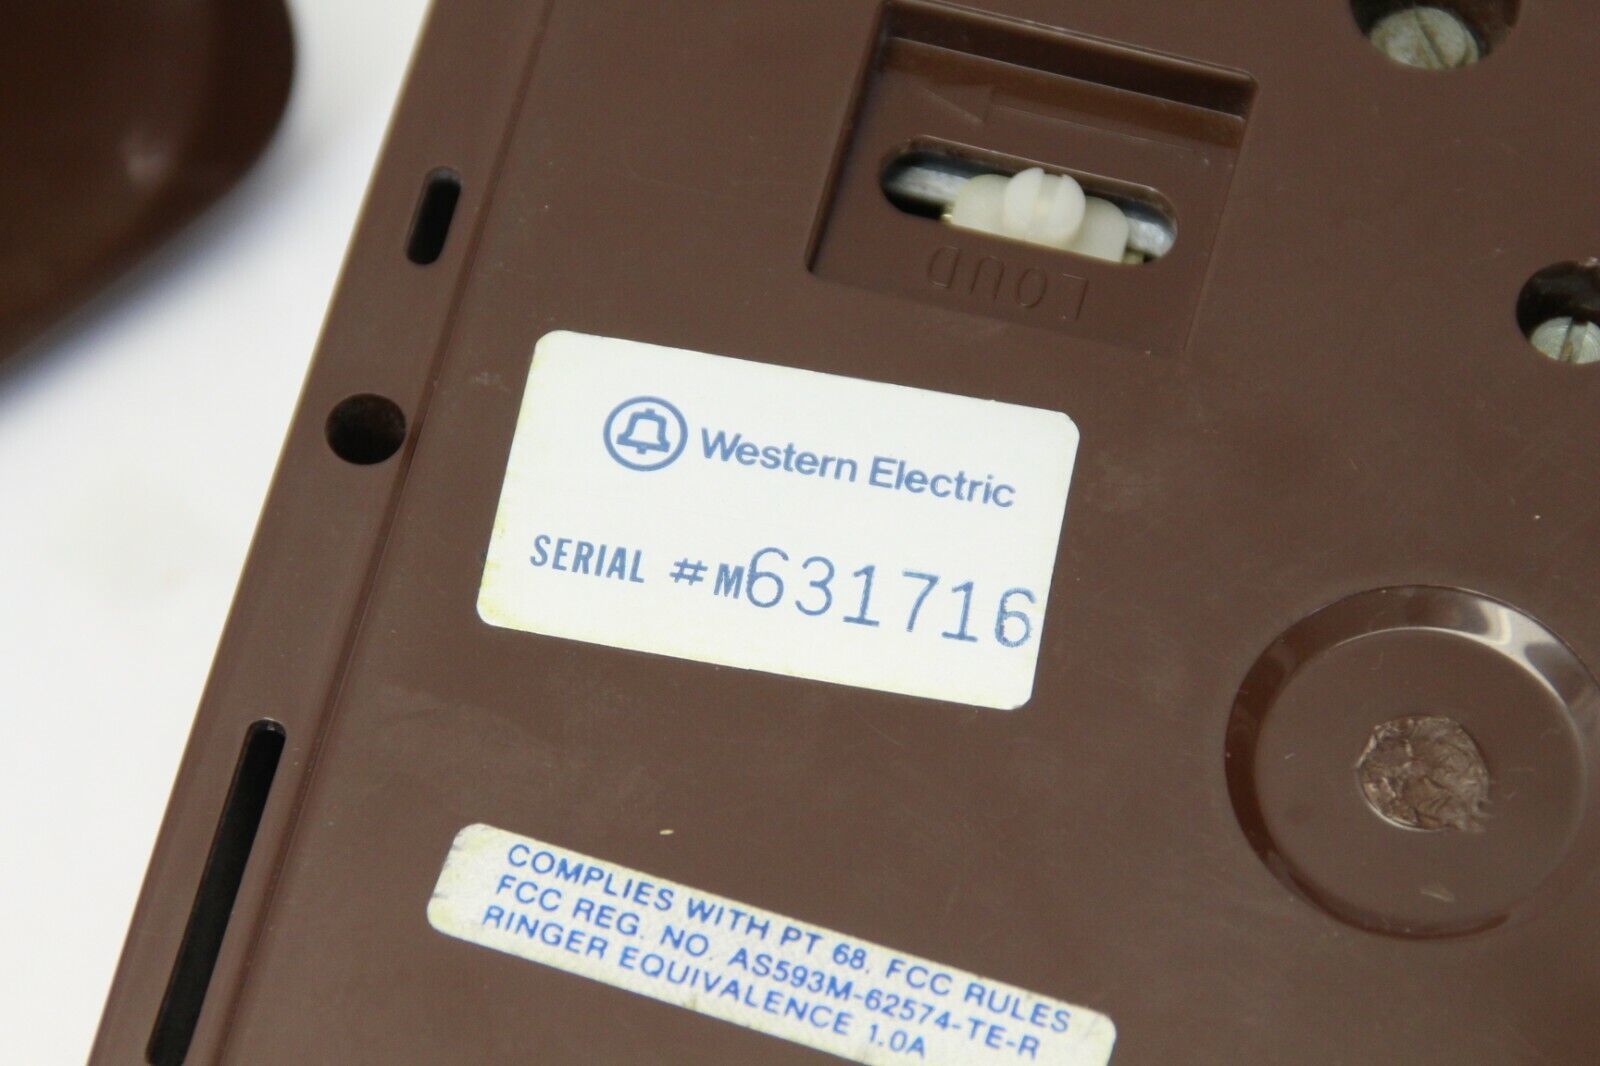 LOUD
Western Electric
SERIAL #M631716
COMPLIES WITH PT 68, FCC RULES
FCC REG. NO. AS593M-62574-TE-R
RINGER EQUIVALENCE 1.0A